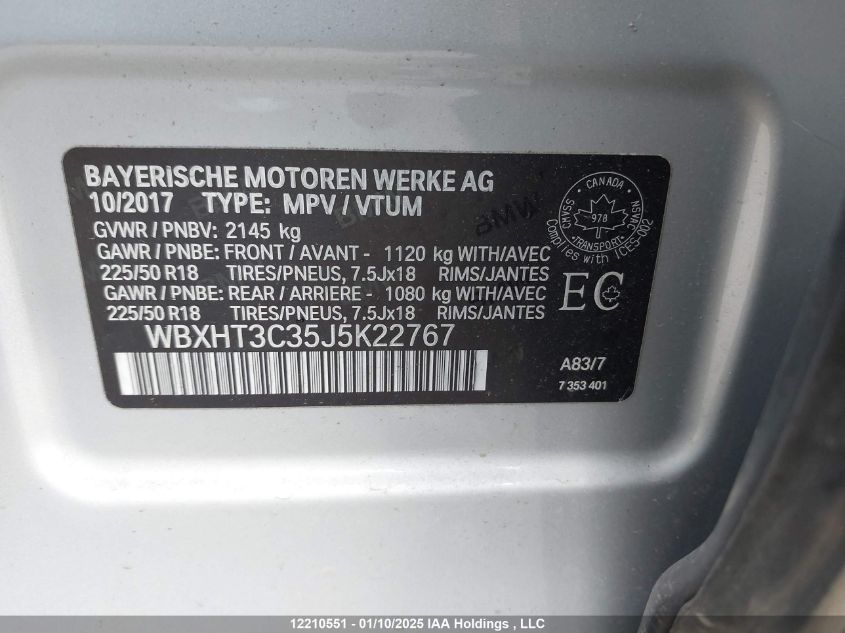 BAYERISCHE MOTOREN WERKE AG
10/2017 TYPE: MPV / VTUM
GVWR / PNBV: 2145 kg
GAWR / PNBE: FRONT / AVANT - 1120 kg WITH/AVEC
225/50 R18 TIRES/PNEUS, 7.5Jx18 RIMS/JANTES
GAWR / PNBE: REAR / ARRIERE - 1080 kg WITH/AVEC
225/50 R18 TIRES/PNEUS, 7.5Jx18 RIMS/JANTES
WBXHT3C35J5K22767
BMW
CANADA
CMVSS
NSVAC
978
TRANSPORT
Complies with ICES-002
EC
A83/7
7 353 401
12210551 - 01/10/2025 IAA Holdings , LLC